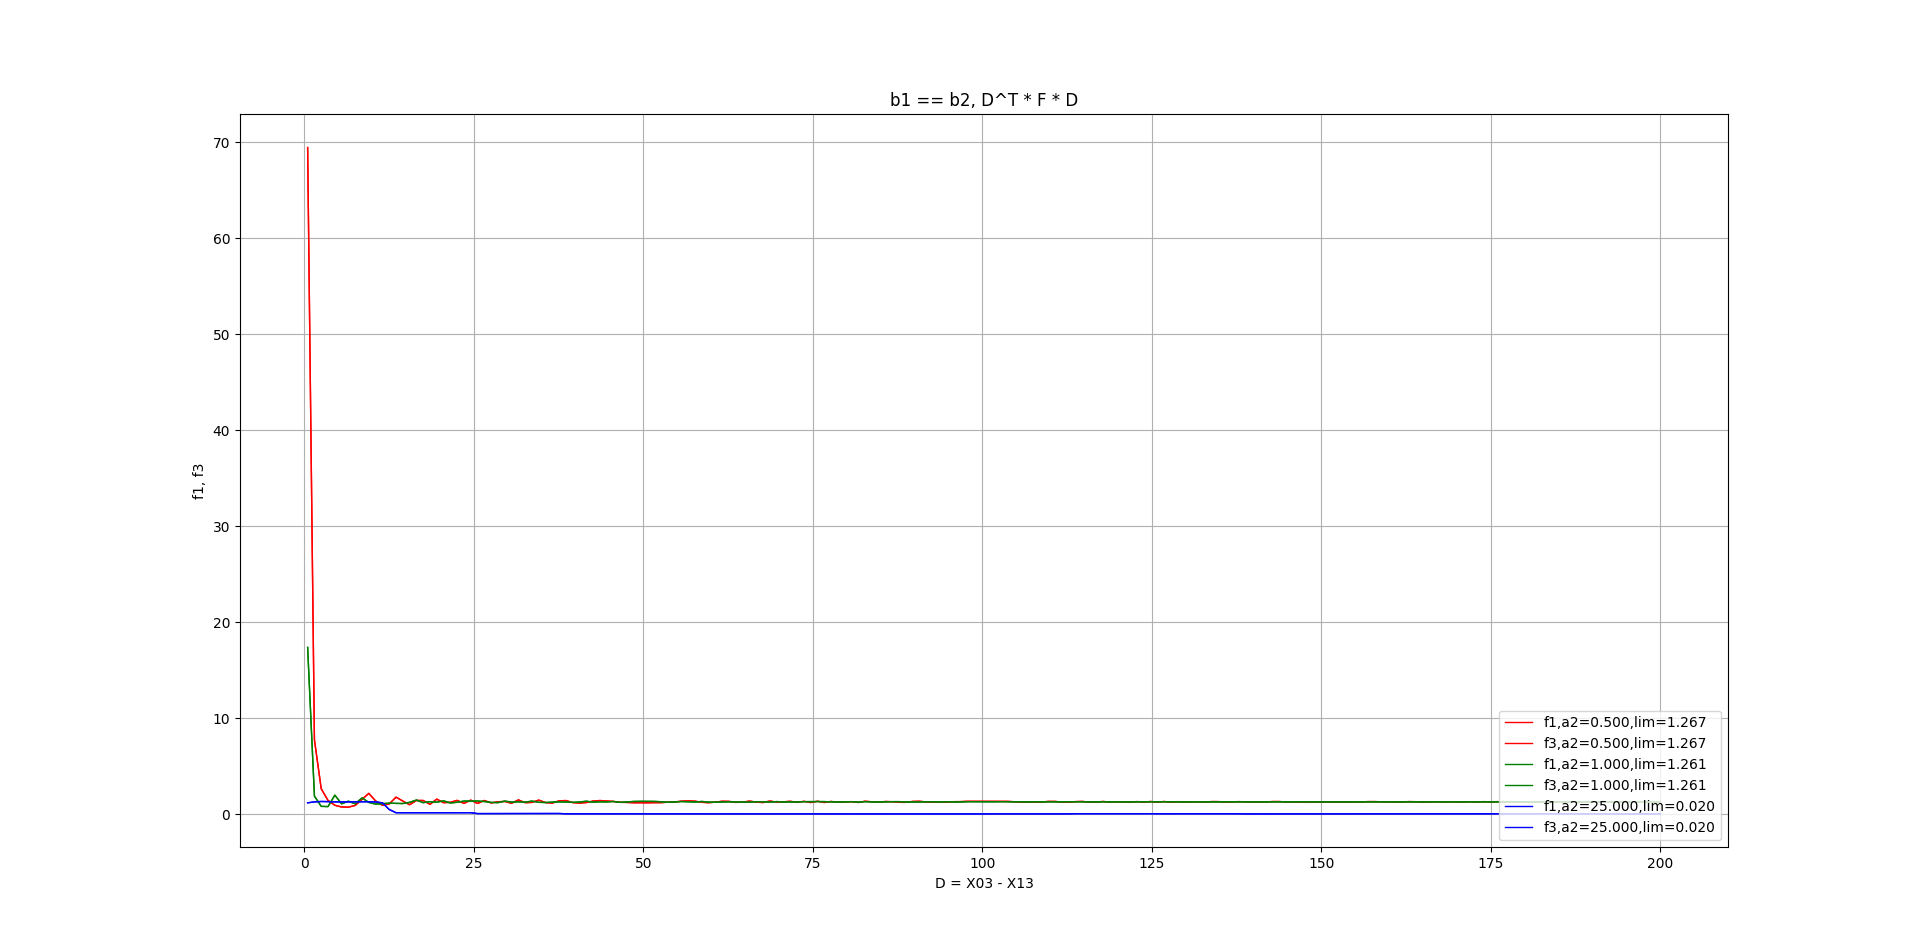 b1 == b2, D^T * F * D
70
60
50
40
30
20
10
0
f1, f3
0 25 50 75 100 125 150 175 200
D = X03 - X13
f1,a2=0.500,lim=1.267
f3,a2=0.500,lim=1.267
f1,a2=1.000,lim=1.261
f3,a2=1.000,lim=1.261
f1,a2=25.000,lim=0.020
f3,a2=25.000,lim=0.020